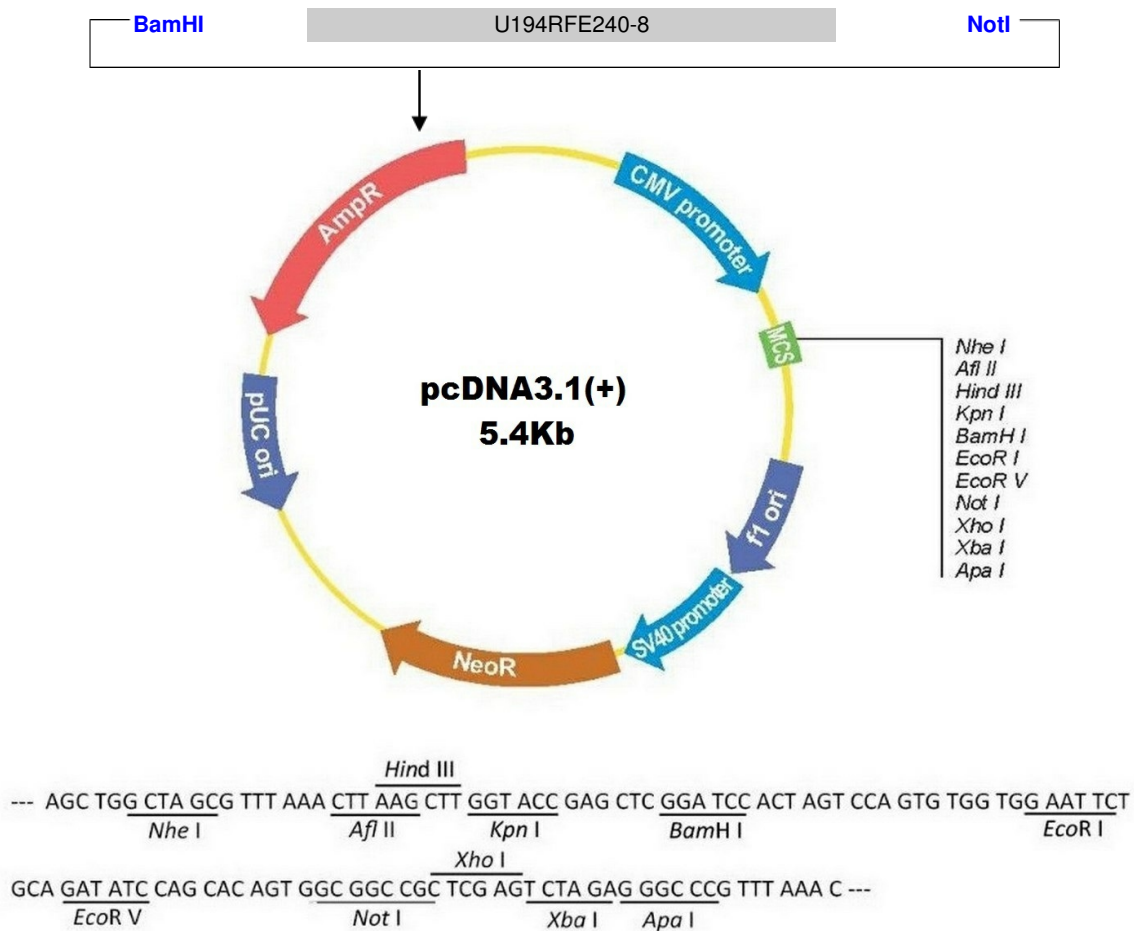 BamHI U194RFE240-8 NotI
AmpR
CMV promoter
MCS
Nhe I
Afl II
Hind III
Kpn I
BamH I
EcoR I
EcoR V
Not I
Xho I
Xba I
Apa I
pcDNA3.1(+)
5.4Kb
pUC ori
f1 ori
SV40 promoter
NeoR
Hind III
--- AGC TGG CTA GCG TTT AAA CTT AAG CTT GGT ACC GAG CTC GGA TCC ACT AGT CCA GTG TGG TGG AAT TCT
Nhe I Afl II Kpn I BamH I EcoR I
Xho I
GCA GAT ATC CAG CAC AGT GGC GGC CGC TCG AGT CTA GAG GGC CCG TTT AAA C ---
EcoR V Not I Xba I Apa I